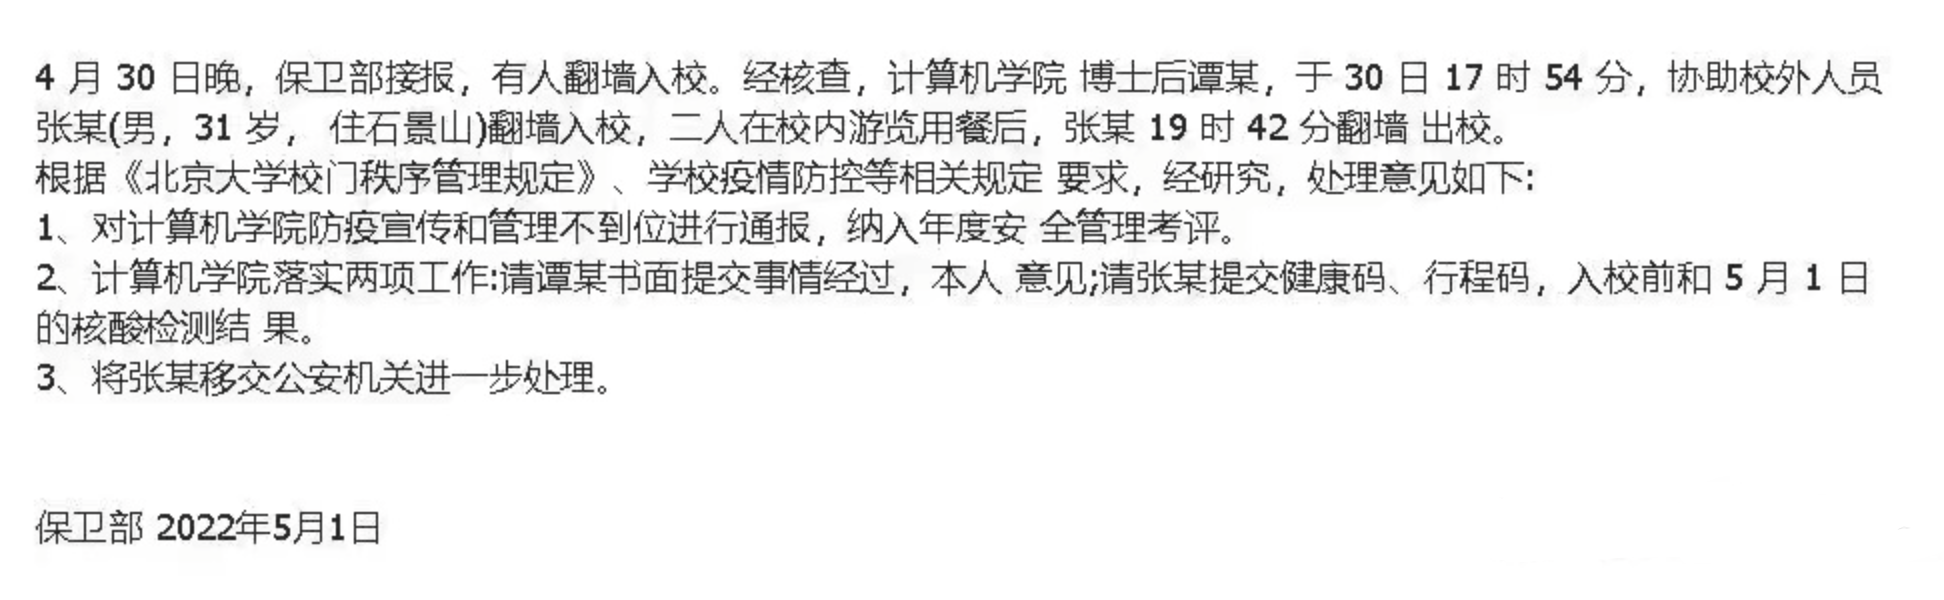 4 月 30 日晚，保卫部接报，有人翻墙入校。经核查，计算机学院 博士后谭某，于 30 日 17 时 54 分，协助校外人员
张某(男，31 岁， 住石景山)翻墙入校，二人在校内游览用餐后，张某 19 时 42 分翻墙 出校。
根据《北京大学校门秩序管理规定》、学校疫情防控等相关规定 要求，经研究，处理意见如下:
1、对计算机学院防疫宣传和管理不到位进行通报，纳入年度安 全管理考评。
2、计算机学院落实两项工作:请谭某书面提交事情经过，本人 意见;请张某提交健康码、行程码，入校前和 5 月 1 日
的核酸检测结 果。
3、将张某移交公安机关进一步处理。
保卫部 2022年5月1日